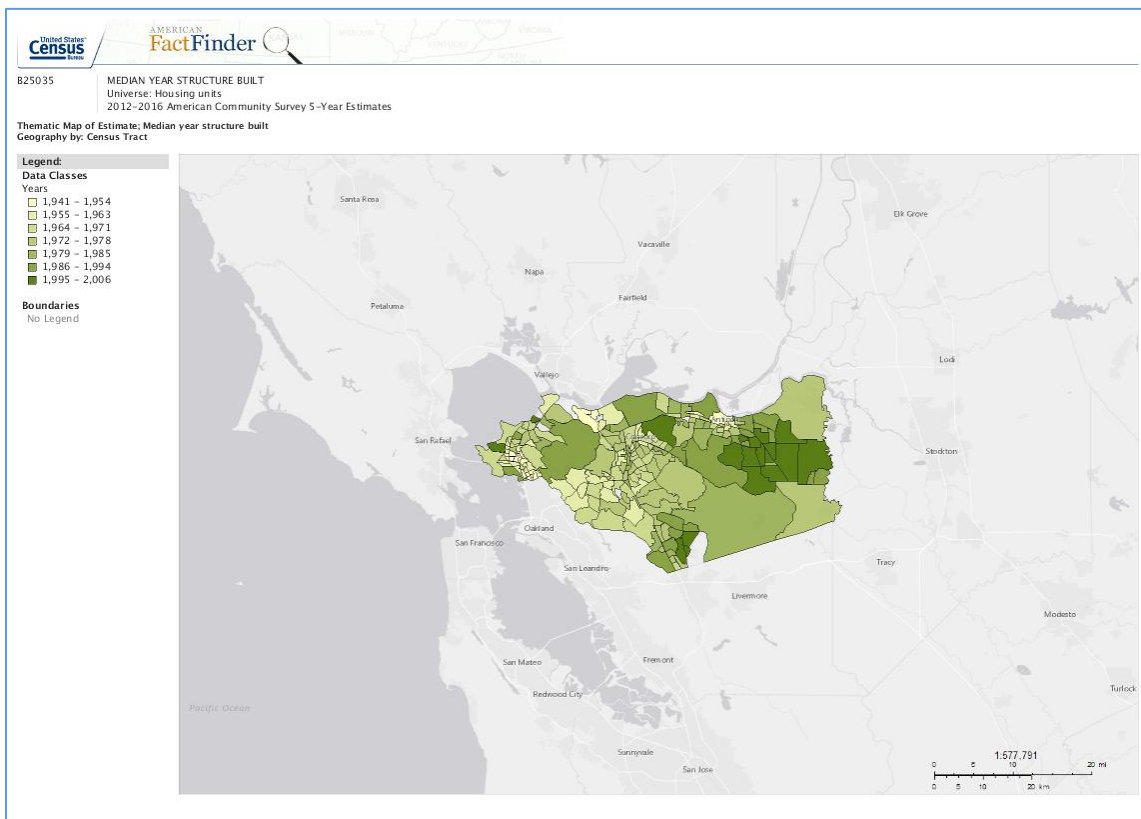 United States®
Census
Bureau
AMERICAN
FactFinder
KANSAS
MISSOURI
KENTUCKY
VIRGINIA
B25035
MEDIAN YEAR STRUCTURE BUILT
Universe: Housing units
2012-2016 American Community Survey 5-Year Estimates
Thematic Map of Estimate; Median year structure built
Geography by: Census Tract
Legend:
Data Classes
Years
1,941 - 1,954
1,955 - 1,963
1,964 - 1,971
1,972 - 1,978
1,979 - 1,985
1,986 - 1,994
1,995 - 2,006
Boundaries
No Legend
Santa Rosa
Elk Grove
Vacaville
Napa
Fairfield
Petaluma
Lodi
Vallejo
Antioch
Concord
San Rafael
Stockton
Oakland
San Francisco
San Leandro
Tracy
Livermore
Modesto
San Mateo
Fremont
Redwood City
Turlock
Pacific Ocean
Sunnyvale
San Jose
1:577,791
0 5 10 20 mi
0 5 10 20 km